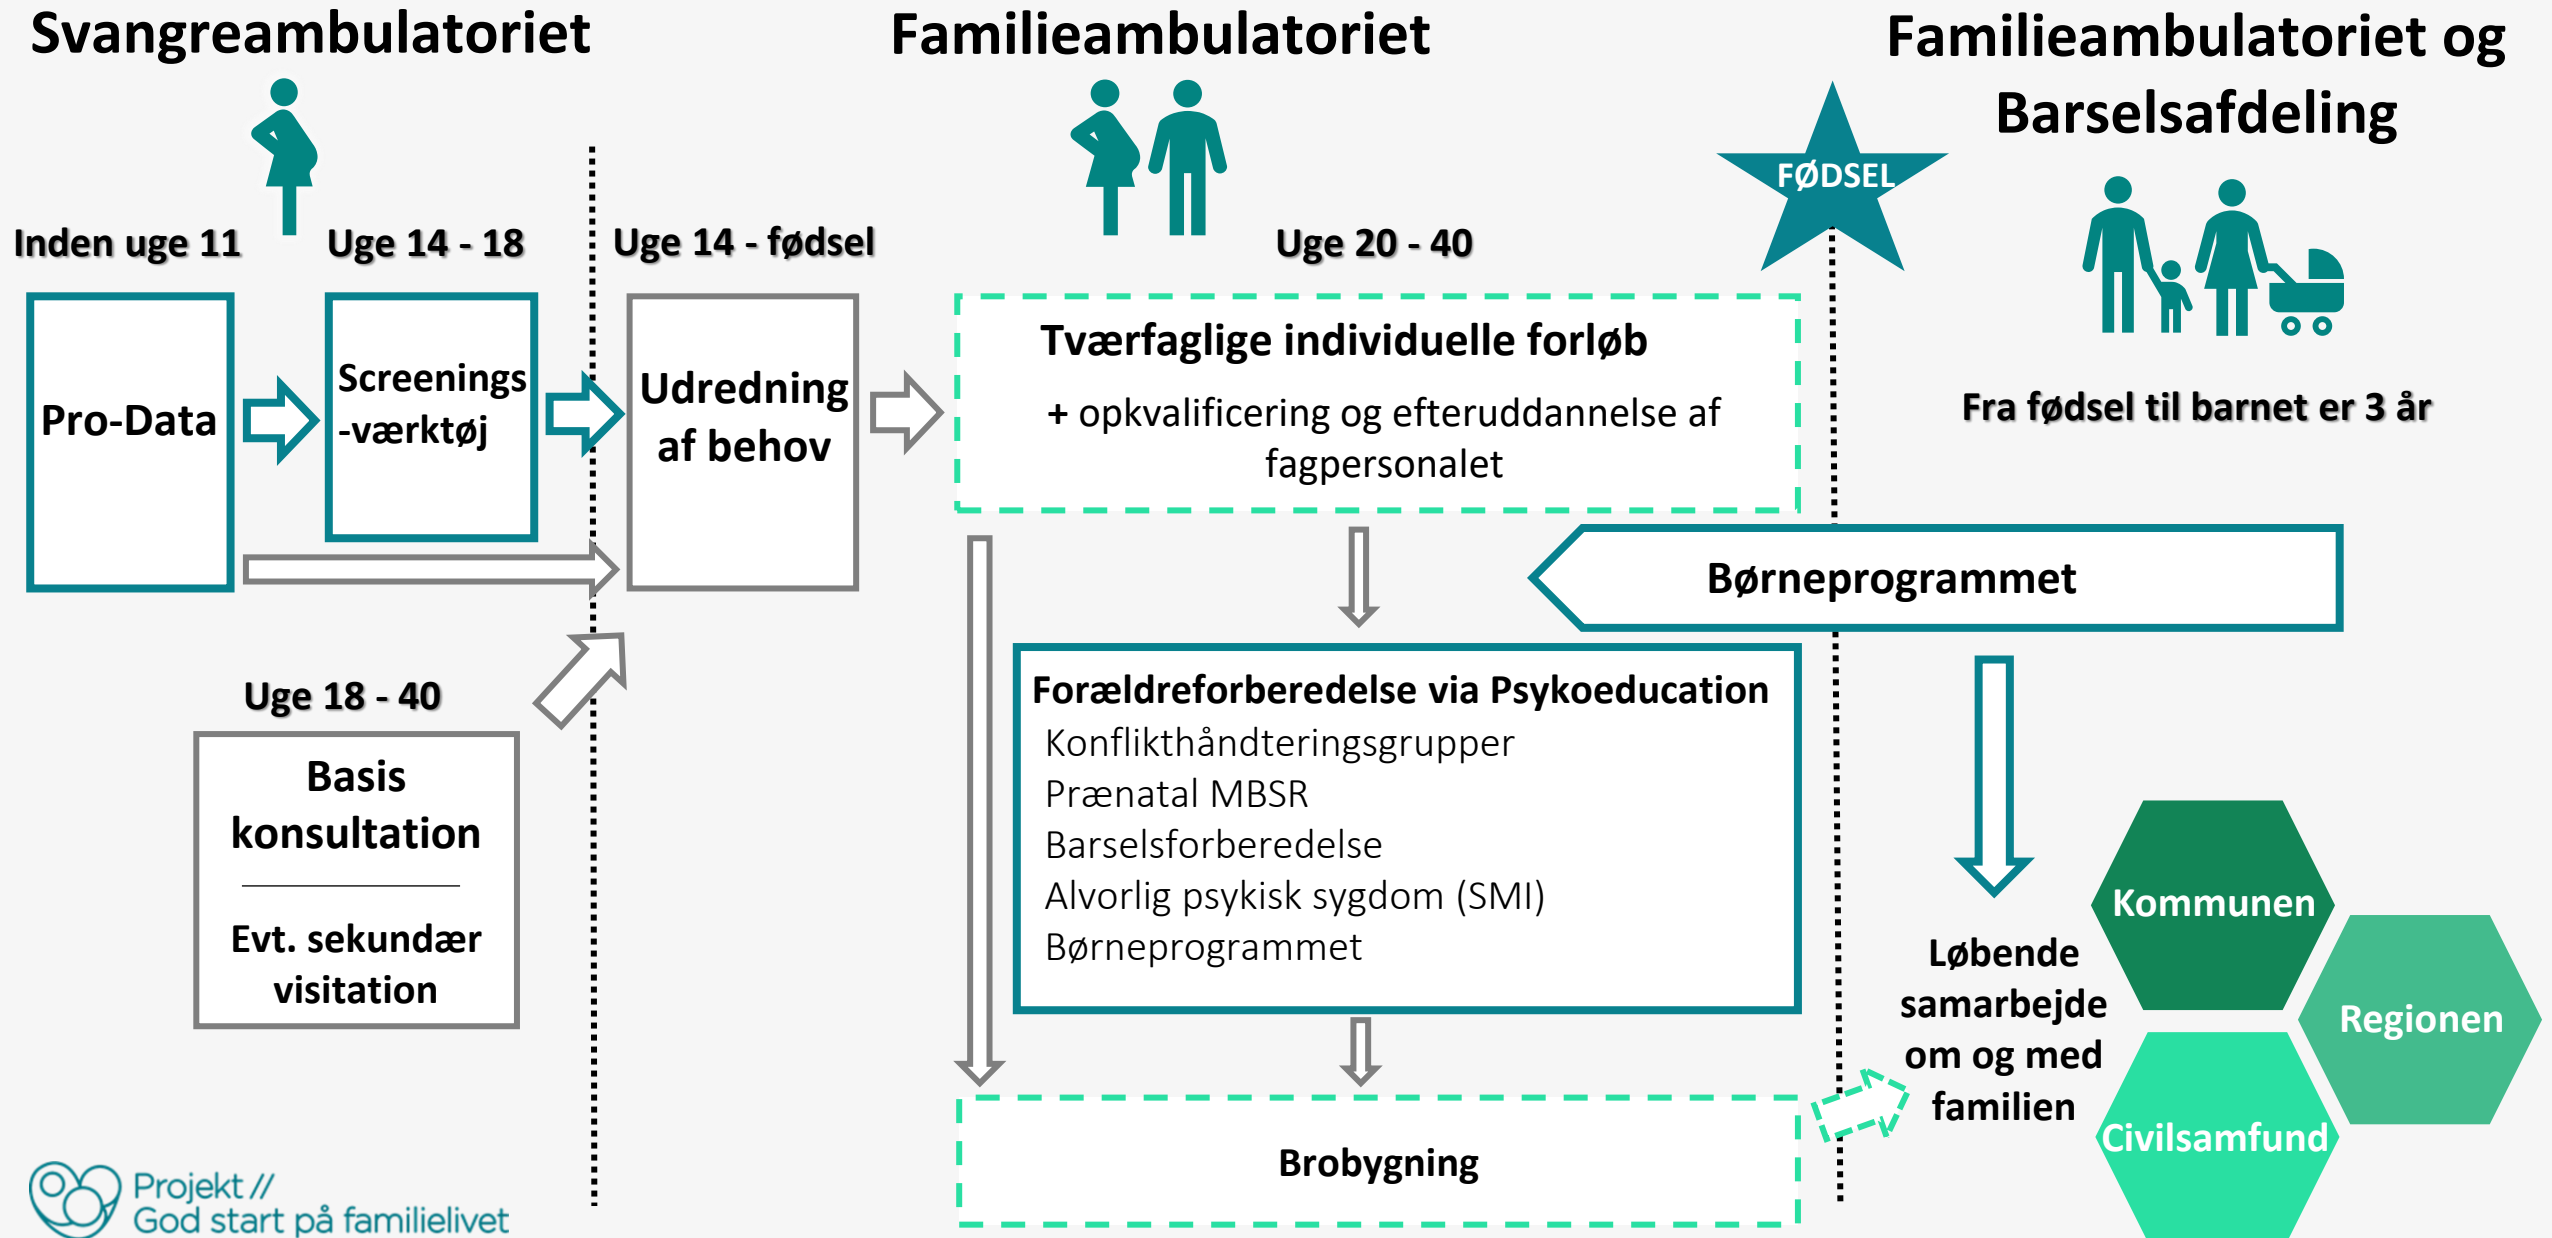 Svangreambulatoriet
Familieambulatoriet
Familieambulatoriet og
Barselsafdeling
FØDSEL
Inden uge 11
Uge 14 - 18
Uge 14 - fødsel
Uge 20 - 40
Pro-Data
Screenings
-værktøj
Udredning
af behov
Tværfaglige individuelle forløb
+ opkvalificering og efteruddannelse af
fagpersonalet
Fra fødsel til barnet er 3 år
Børneprogrammet
Uge 18 - 40
Basis
konsultation
Evt. sekundær
visitation
Forældreforberedelse via Psykoeducation
Konflikthåndteringsgrupper
Prænatal MBSR
Barselsforberedelse
Alvorlig psykisk sygdom (SMI)
Børneprogrammet
Brobygning
Løbende
samarbejde
om og med
familien
Kommunen
Regionen
Civilsamfund
Projekt //
God start på familielivet